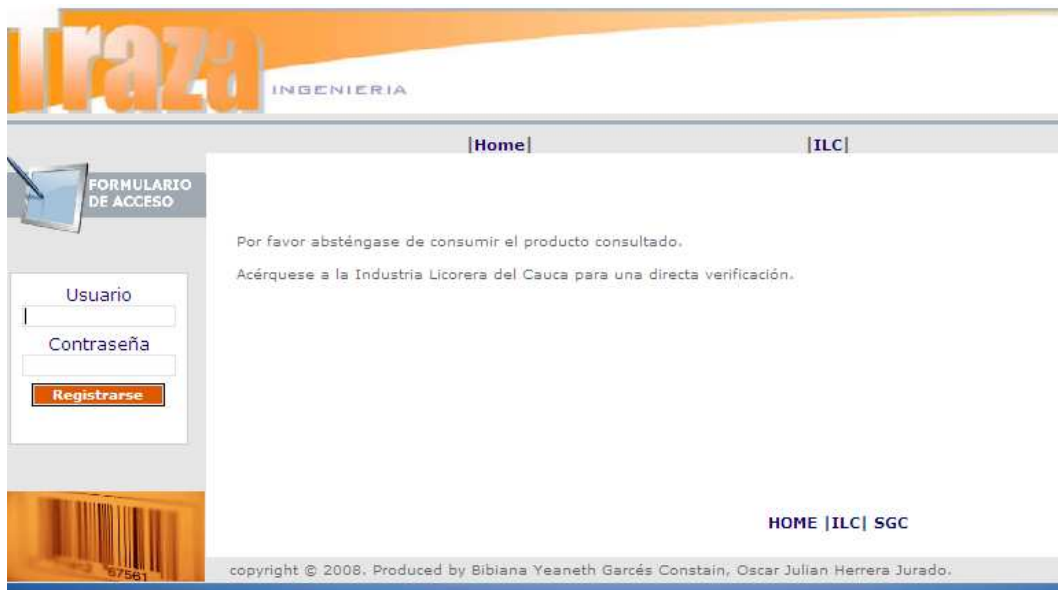 Traza
INGENIERIA
|Home| |ILC|
FORMULARIO
DE ACCESO
Por favor absténgase de consumir el producto consultado.
Acérquese a la Industria Licorera del Cauca para una directa verificación.
Usuario
Contraseña
Registrarse
HOME |ILC| SGC
67561
copyright © 2008. Produced by Bibiana Yeaneth Garcés Constain, Oscar Julian Herrera Jurado.